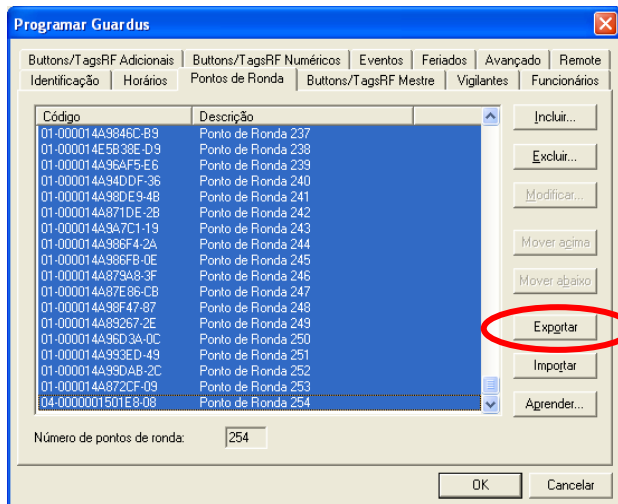 Programar Guardus
Buttons/TagsRF Adicionais Buttons/TagsRF Numéricos Eventos Feriados Avançado Remote
Identificação Horários Pontos de Ronda Buttons/TagsRF Mestre Vigilantes Funcionários
Código Descrição
01-000014A9846C-B9 Ponto de Ronda 237
01-000014E5B38E-D9 Ponto de Ronda 238
01-000014A96AF5-E6 Ponto de Ronda 239
01-000014A94DDF-36 Ponto de Ronda 240
01-000014A98DE9-4B Ponto de Ronda 241
01-000014A871DE-2B Ponto de Ronda 242
01-000014A9A7C1-19 Ponto de Ronda 243
01-000014A986F4-2A Ponto de Ronda 244
01-000014A986FB-0E Ponto de Ronda 245
01-000014A879A8-3F Ponto de Ronda 246
01-000014A87E86-CB Ponto de Ronda 247
01-000014A98F47-87 Ponto de Ronda 248
01-000014A89267-2E Ponto de Ronda 249
01-000014A96D3A-0C Ponto de Ronda 250
01-000014A993ED-49 Ponto de Ronda 251
01-000014A99DAB-2C Ponto de Ronda 252
01-000014A872CF-09 Ponto de Ronda 253
04-0000001501E8-08 Ponto de Ronda 254
Incluir...
Excluir...
Modificar...
Mover acima
Mover abaixo
Exportar
Importar
Aprender...
Número de pontos de ronda: 254
OK Cancelar